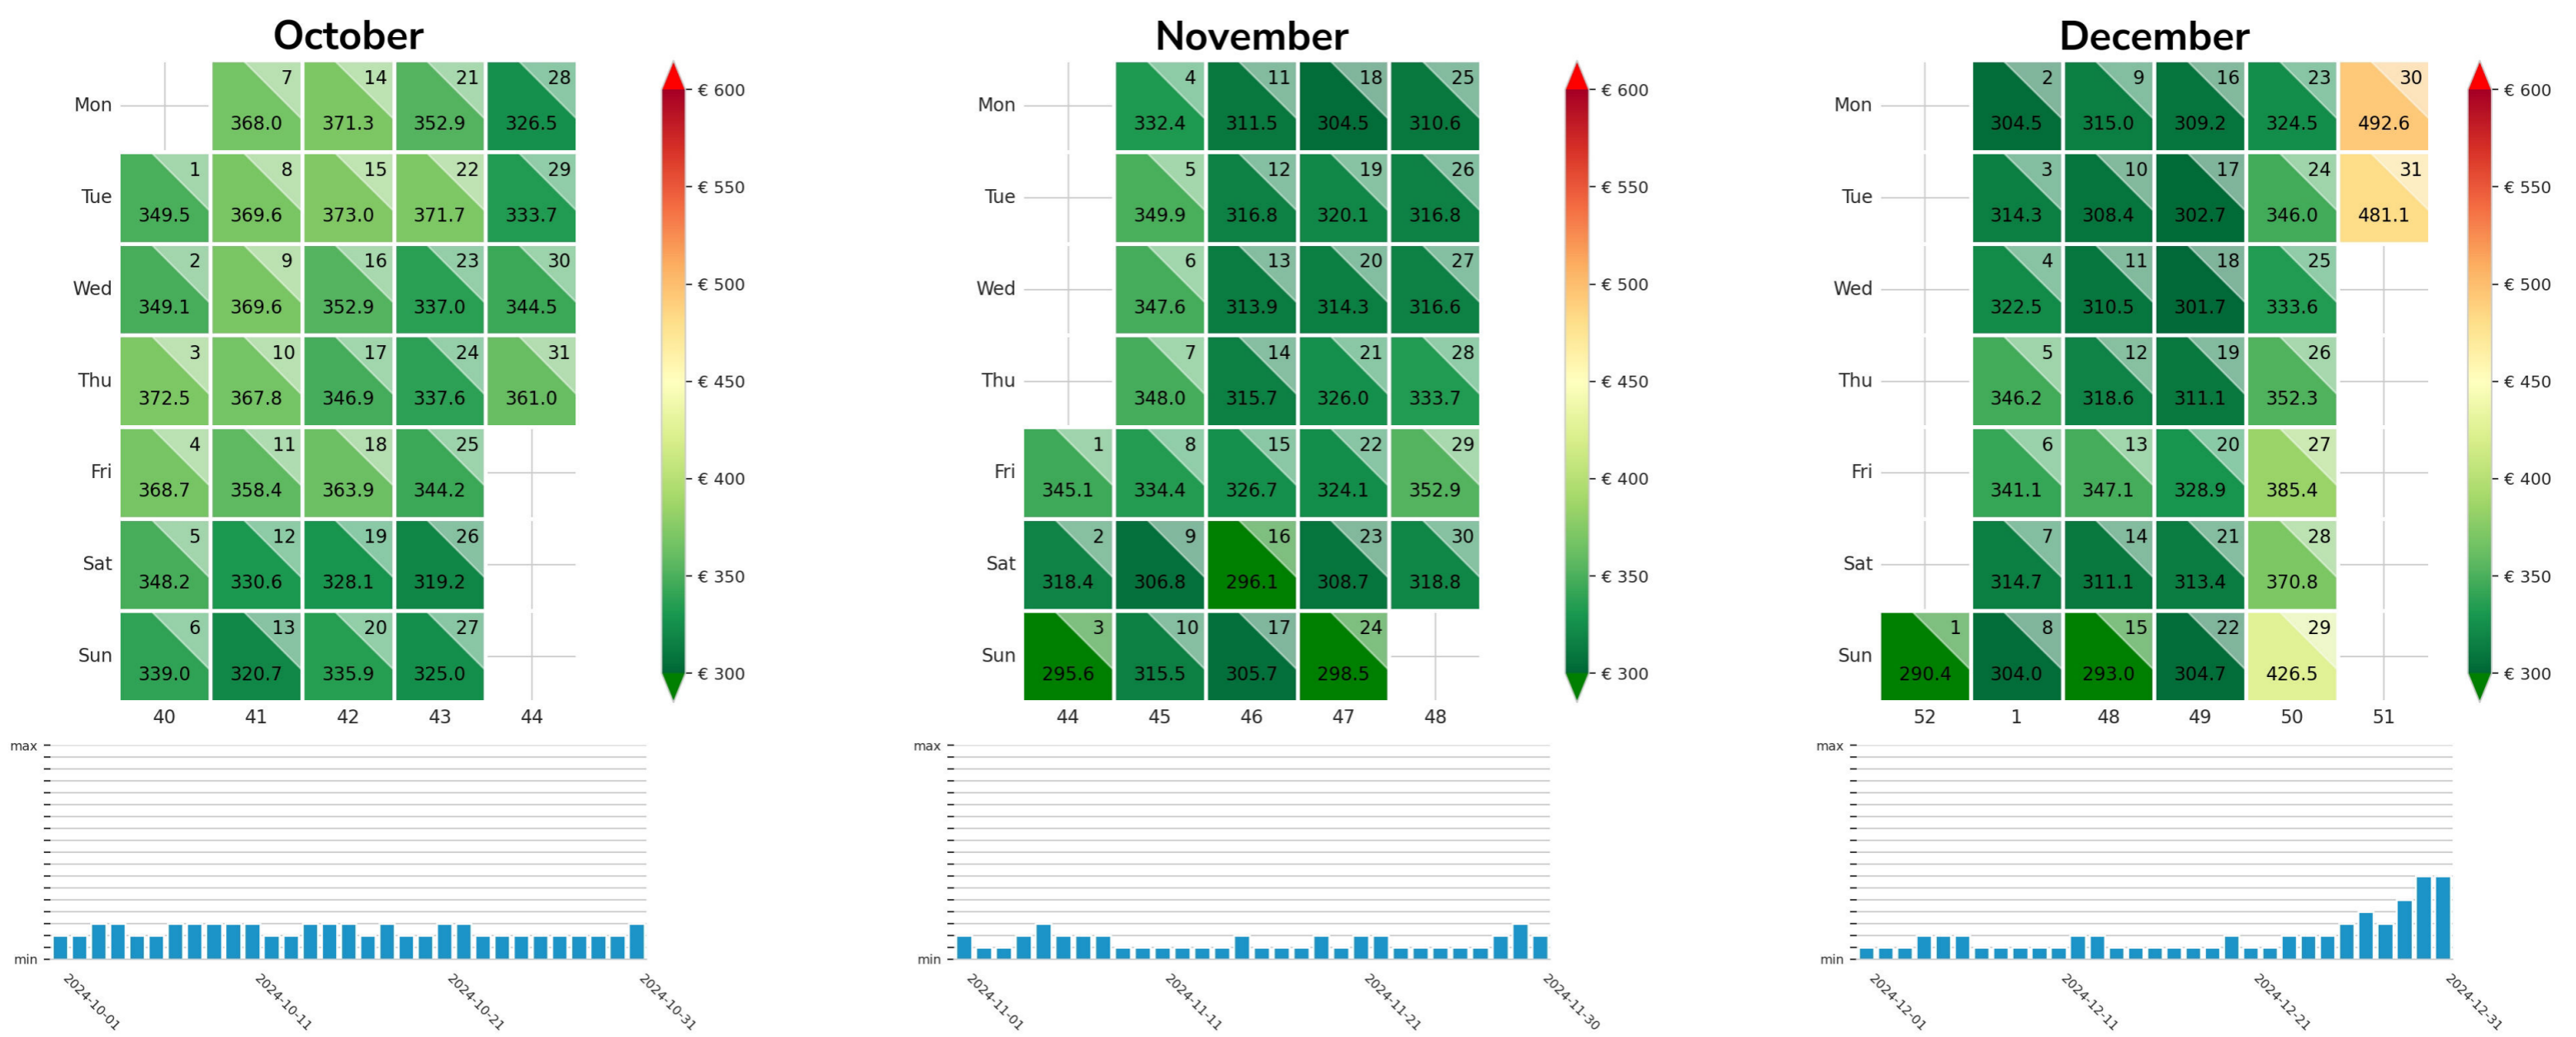 October
November
December
Mon 7 368.0 14 371.3 21 352.9 28 326.5
Tue 1 349.5 8 369.6 15 373.0 22 371.7 29 333.7
Wed 2 349.1 9 369.6 16 352.9 23 337.0 30 344.5
Thu 3 372.5 10 367.8 17 346.9 24 337.6 31 361.0
Fri 4 368.7 11 358.4 18 363.9 25 344.2
Sat 5 348.2 12 330.6 19 328.1 26 319.2
Sun 6 339.0 13 320.7 20 335.9 27 325.0
40 41 42 43 44
€ 600
€ 550
€ 500
€ 450
€ 400
€ 350
€ 300
max
min
2024-10-01 2024-10-11 2024-10-21 2024-10-31
Mon 4 332.4 11 311.5 18 304.5 25 310.6
Tue 5 349.9 12 316.8 19 320.1 26 316.8
Wed 6 347.6 13 313.9 20 314.3 27 316.6
Thu 7 348.0 14 315.7 21 326.0 28 333.7
Fri 1 345.1 8 334.4 15 326.7 22 324.1 29 352.9
Sat 2 318.4 9 306.8 16 296.1 23 308.7 30 318.8
Sun 3 295.6 10 315.5 17 305.7 24 298.5
44 45 46 47 48
€ 600
€ 550
€ 500
€ 450
€ 400
€ 350
€ 300
max
min
2024-11-01 2024-11-11 2024-11-21 2024-11-30
Mon 2 304.5 9 315.0 16 309.2 23 324.5 30 492.6
Tue 3 314.3 10 308.4 17 302.7 24 346.0 31 481.1
Wed 4 322.5 11 310.5 18 301.7 25 333.6
Thu 5 346.2 12 318.6 19 311.1 26 352.3
Fri 6 341.1 13 347.1 20 328.9 27 385.4
Sat 7 314.7 14 311.1 21 313.4 28 370.8
Sun 1 290.4 8 304.0 15 293.0 22 304.7 29 426.5
52 1 48 49 50 51
€ 600
€ 550
€ 500
€ 450
€ 400
€ 350
€ 300
max
min
2024-12-01 2024-12-11 2024-12-21 2024-12-31